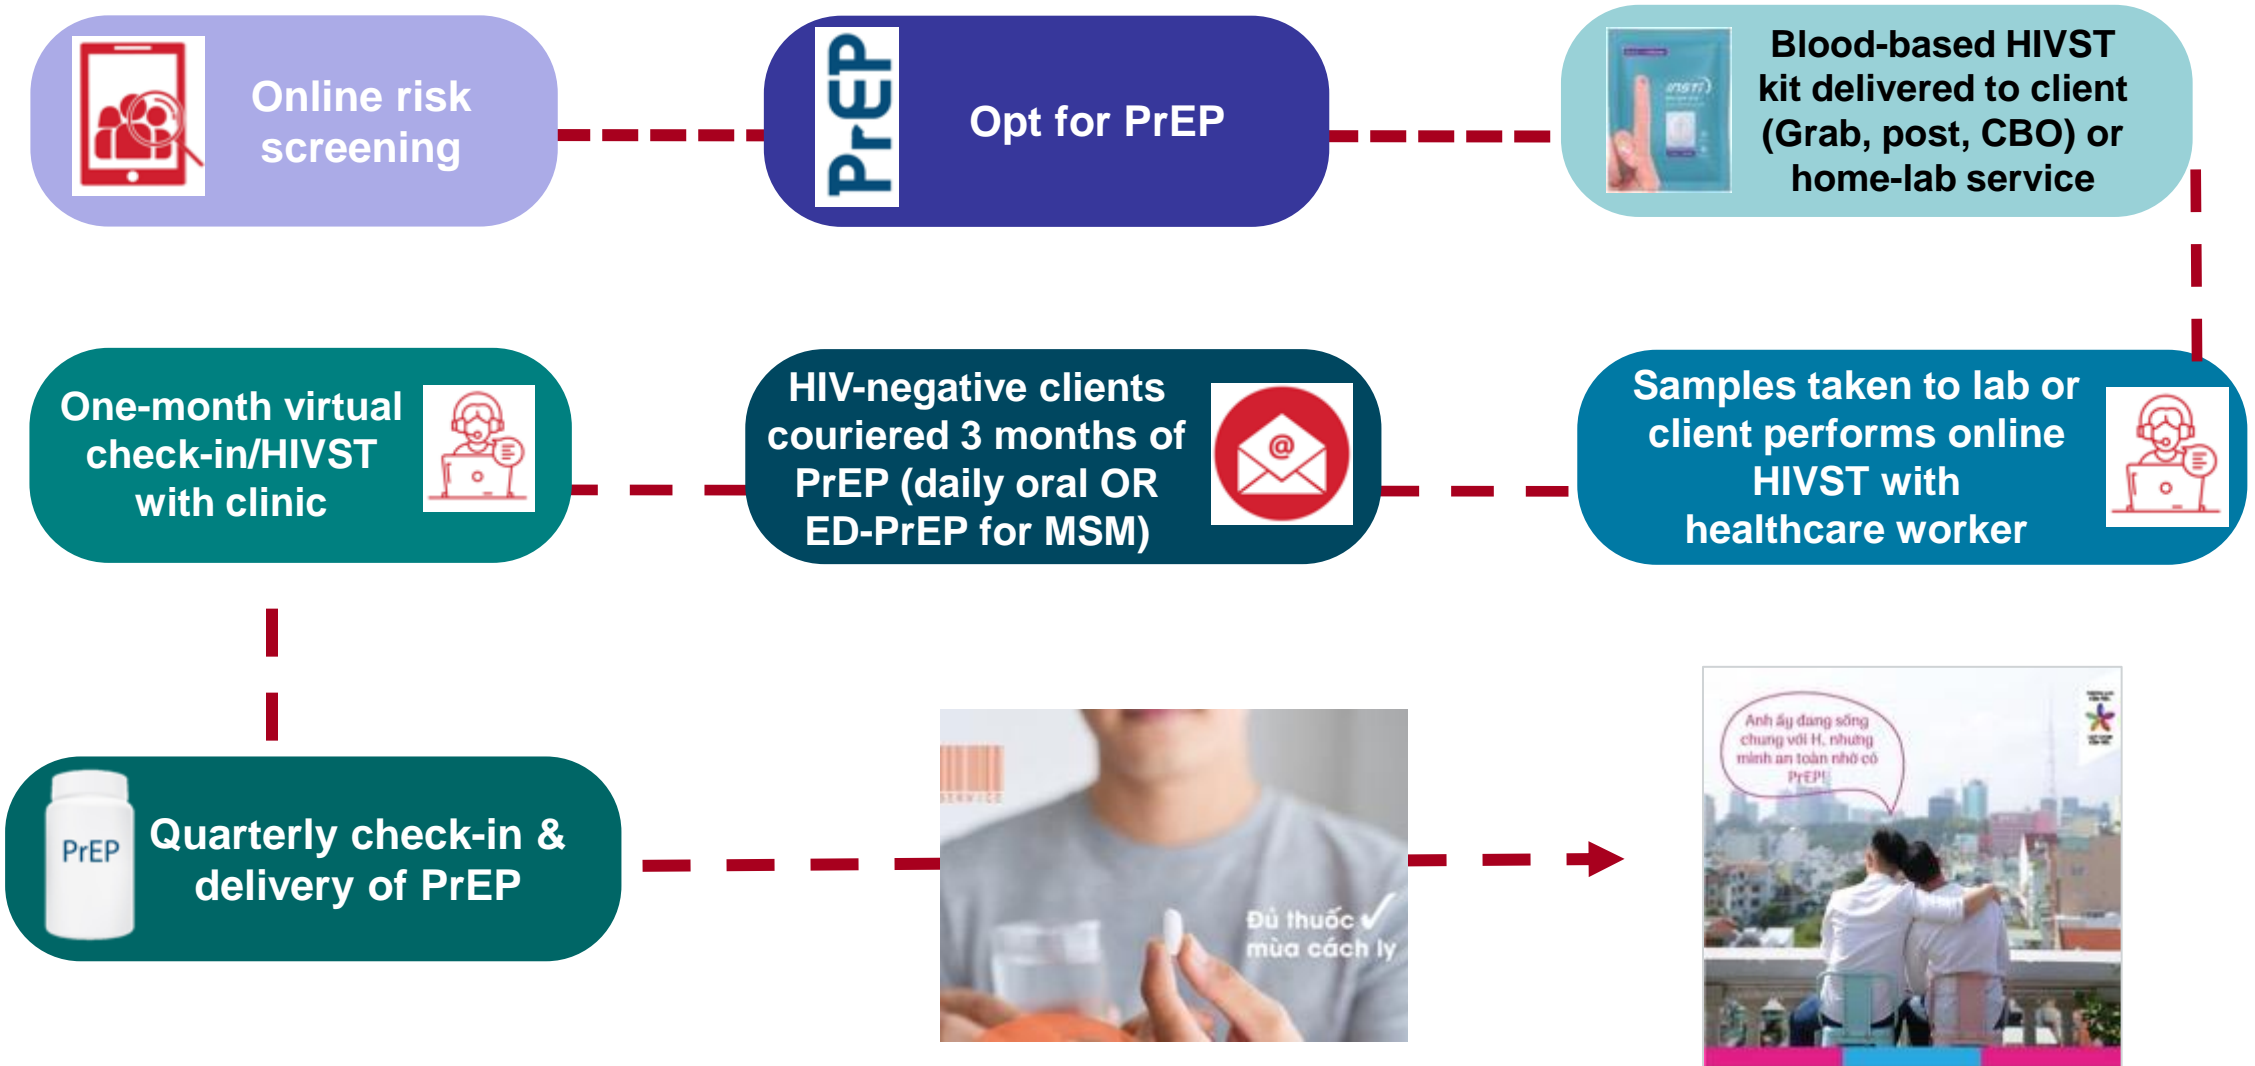 Online risk
screening
PrEP
Opt for PrEP
insti
Blood-based HIVST
kit delivered to client
(Grab, post, CBO) or
home-lab service
One-month virtual
check-in/HIVST
with clinic
HIV-negative clients
couriered 3 months of
PrEP (daily oral OR
ED-PrEP for MSM)
@
Samples taken to lab or
client performs online
HIVST with
healthcare worker
PrEP
Quarterly check-in &
delivery of PrEP
SERVICE
Đủ thuốc
mùa cách ly
Anh ấy đang sống
chung với H, nhưng
mình an toàn nhờ có
PrEP!